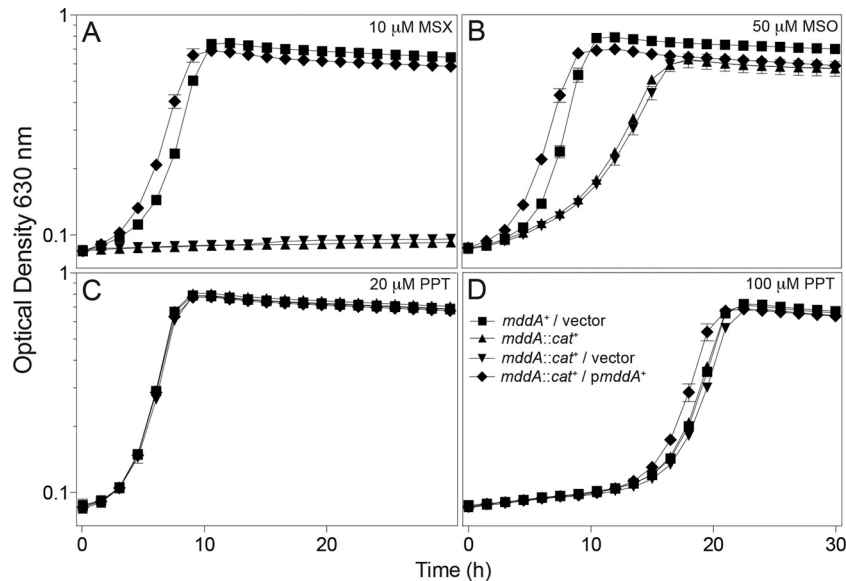 A
10 μM MSX
B
50 μM MSO
1
0.1
C
20 μM PPT
D
100 μM PPT
1
0.1
mddA⁺ / vector
mddA::cat⁺
mddA::cat⁺ / vector
mddA::cat⁺ / pmddA⁺
Optical Density 630 nm
0
10
20
0
10
20
30
Time (h)